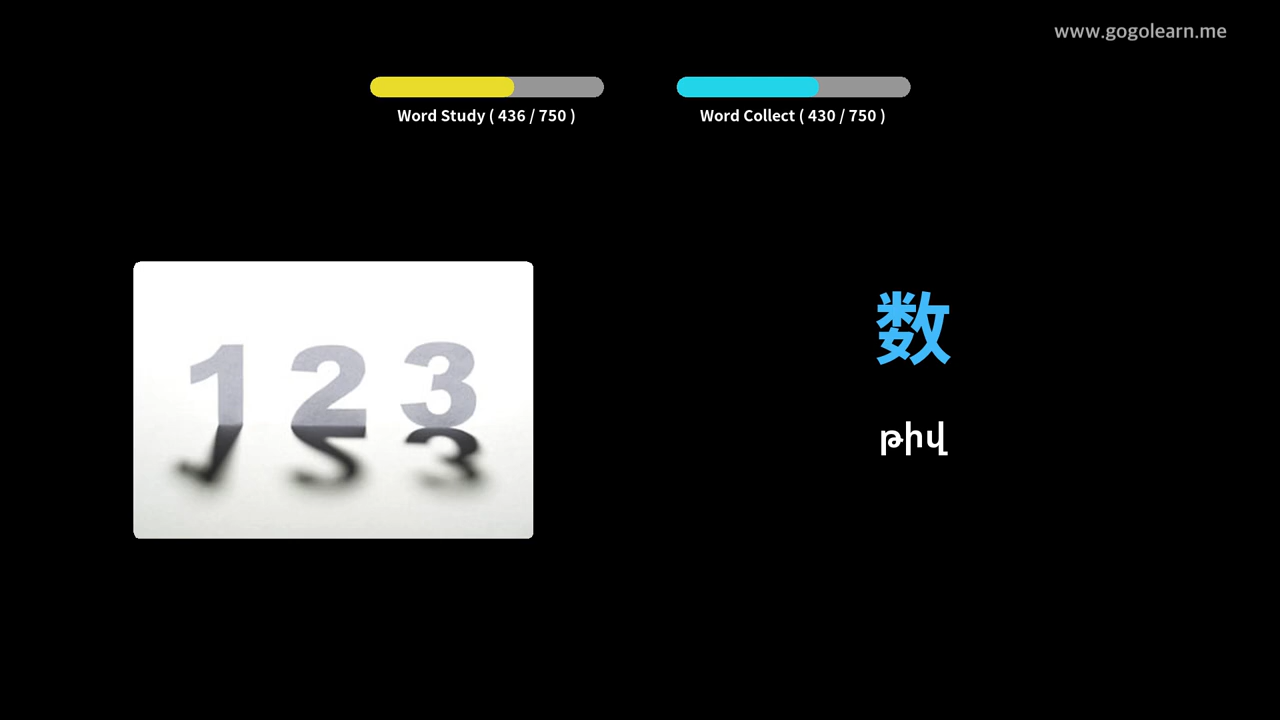 www.gogolearn.me
Word Study ( 436 / 750 )
Word Collect ( 430 / 750 )
1 2 3
数
թիվ